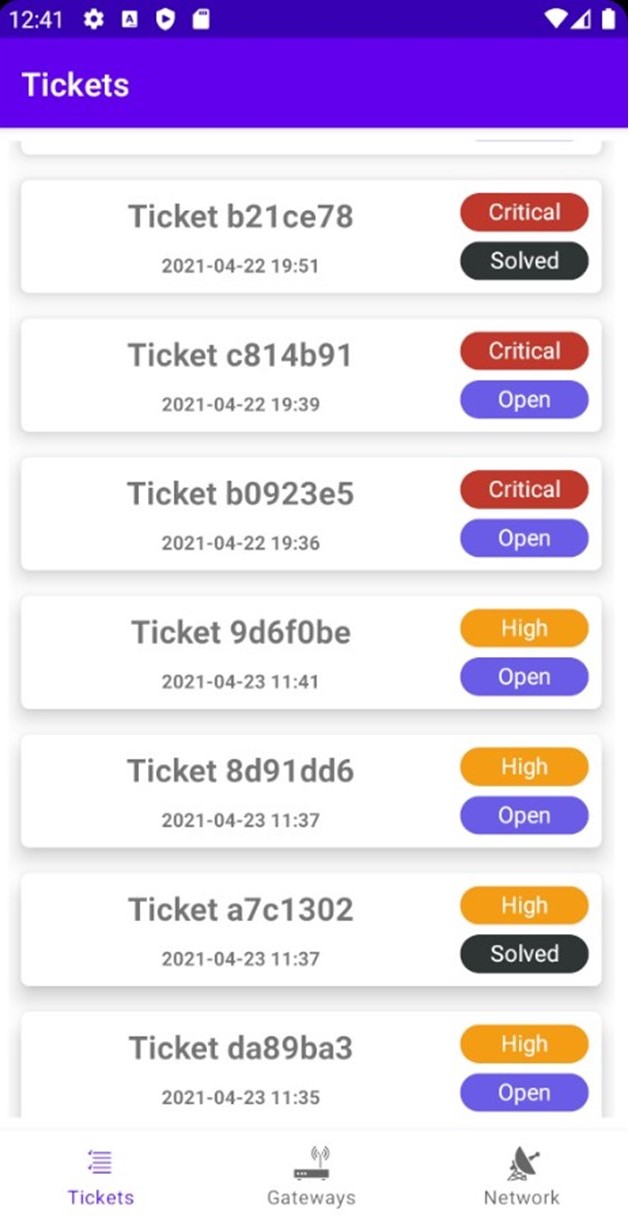 12:41
Tickets
Ticket b21ce78
Critical
2021-04-22 19:51
Solved
Ticket c814b91
Critical
2021-04-22 19:39
Open
Ticket b0923e5
Critical
2021-04-22 19:36
Open
Ticket 9d6f0be
High
2021-04-23 11:41
Open
Ticket 8d91dd6
High
2021-04-23 11:37
Open
Ticket a7c1302
High
2021-04-23 11:37
Solved
Ticket da89ba3
High
2021-04-23 11:35
Open
Tickets
Gateways
Network